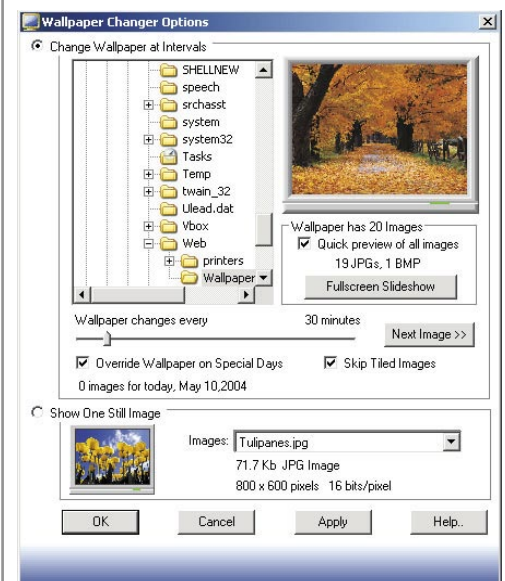 Wallpaper Changer Options
Change Wallpaper at Intervals
SHELLNEW
speech
srchasst
system
system32
Tasks
Temp
twain_32
Ulead.dat
Vbox
Web
printers
Wallpaper
Wallpaper has 20 Images
Quick preview of all images
19 JPGs, 1 BMP
Fullscreen Slideshow
Wallpaper changes every 30 minutes
Next Image >>
Override Wallpaper on Special Days Skip Tiled Images
0 images for today, May 10,2004
Show One Still Image
Images: Tulipanes.jpg
71.7 Kb JPG Image
800 x 600 pixels 16 bits/pixel
OK Cancel Apply Help..